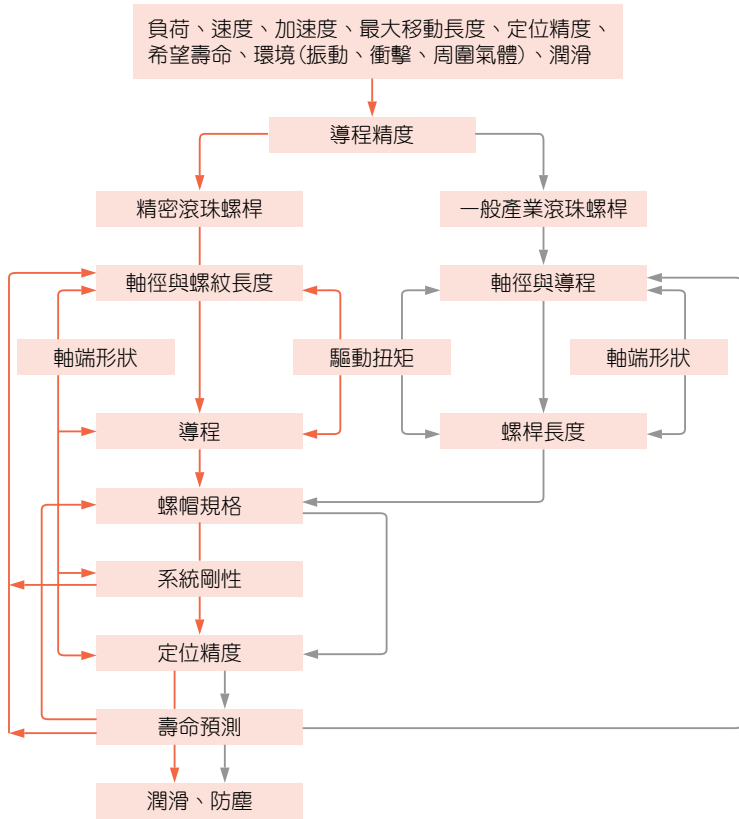 負荷、速度、加速度、最大移動長度、定位精度、
希望壽命、環境(振動、衝擊、周圍氣體)、潤滑
導程精度
精密滾珠螺桿
一般產業滾珠螺桿
軸徑與螺紋長度
軸徑與導程
軸端形狀
驅動扭矩
軸端形狀
導程
螺桿長度
螺帽規格
系統剛性
定位精度
壽命預測
潤滑、防塵